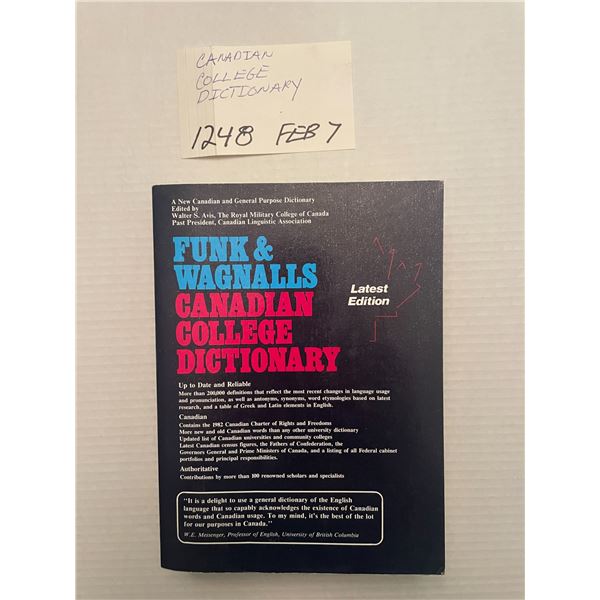 CANADIAN
COLLEGE
DICTIONARY
1248 FEB 7
A New Canadian and General Purpose Dictionary
Edited by
Walter S. Avis, The Royal Military College of Canada
Past President, Canadian Linguistic Association
FUNK &
WAGNALLS
CANADIAN
COLLEGE
DICTIONARY
Latest
Edition
Up to Date and Reliable
More than 200,000 definitions that reflect the most recent changes in language usage
and pronunciation, as well as antonyms, synonyms, word etymologies based on latest
research, and a table of Greek and Latin elements in English.
Canadian
Contains the 1982 Canadian Charter of Rights and Freedoms
More new and old Canadian words than any other university dictionary
Updated list of Canadian universities and community colleges
Latest Canadian census figures, the Fathers of Confederation, the
Governors General and Prime Ministers of Canada, and a listing of all Federal cabinet
portfolios and principal responsibilities.
Authoritative
Contributions by more than 100 renowned scholars and specialists
"It is a delight to use a general dictionary of the English
language that so capably acknowledges the existence of Canadian
words and Canadian usage. To my mind, it's the best of the lot
for our purposes in Canada."
W.E. Messenger, Professor of English, University of British Columbia